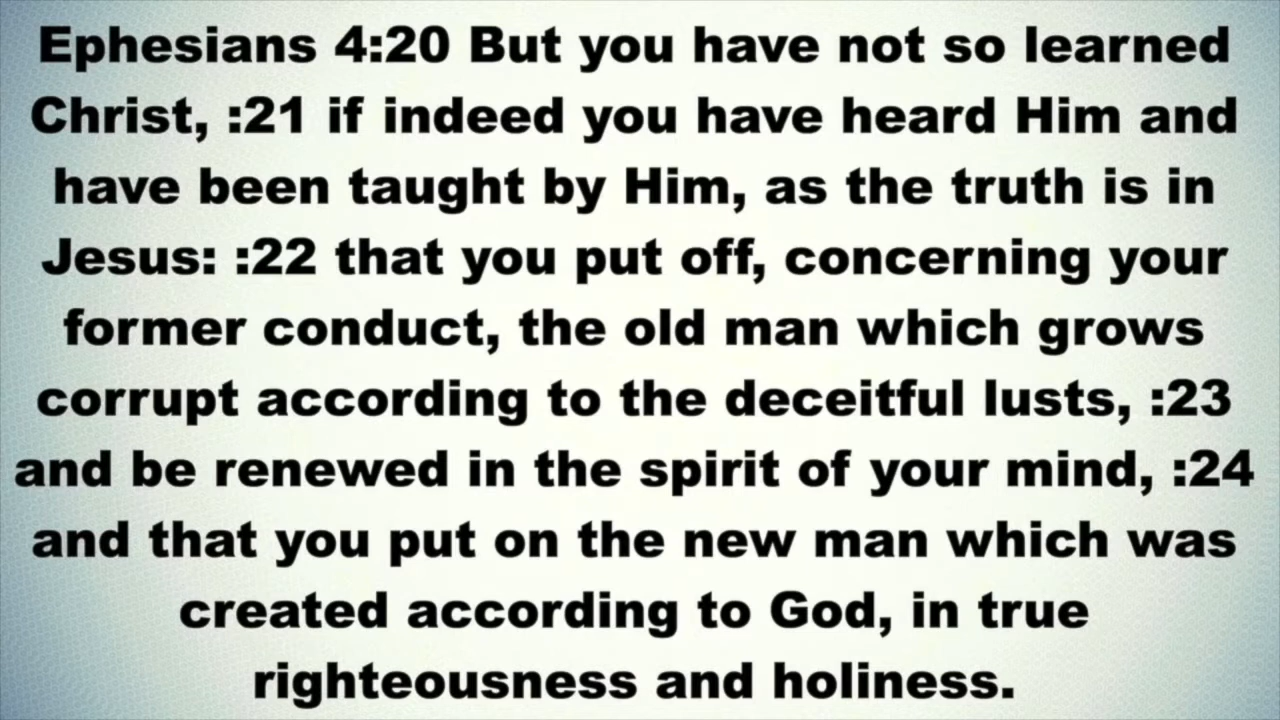 Ephesians 4:20 But you have not so learned
Christ, :21 if indeed you have heard Him and
have been taught by Him, as the truth is in
Jesus: :22 that you put off, concerning your
former conduct, the old man which grows
corrupt according to the deceitful lusts, :23
and be renewed in the spirit of your mind, :24
and that you put on the new man which was
created according to God, in true
righteousness and holiness.